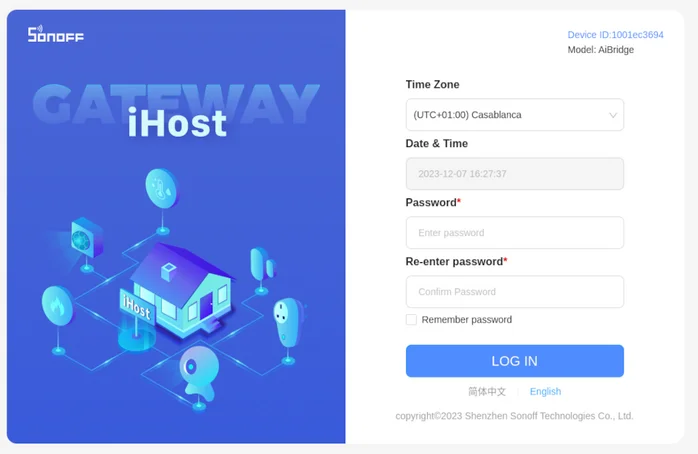 SONOFF
GATEWAY
iHost
iHost
Device ID:1001ec3694
Model: AiBridge
Time Zone
(UTC+01:00) Casablanca
Date & Time
2023-12-07 16:27:37
Password*
Enter password
Re-enter password*
Confirm Password
Remember password
LOG IN
简体中文 English
copyright©2023 Shenzhen Sonoff Technologies Co., Ltd.